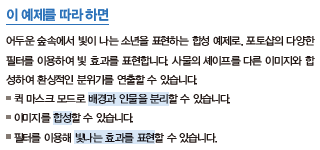 이 예제를 따라 하면
어두운 숲속에서 빛이 나는 소년을 표현하는 합성 예제로, 포토샵의 다양한
필터를 이용하여 빛 효과를 표현합니다. 사물의 셰이프를 다른 이미지와 합
성하여 환상적인 분위기를 연출할 수 있습니다.
퀵 마스크 모드로 배경과 인물을 분리할 수 있습니다.
이미지를 합성할 수 있습니다.
필터를 이용해 빛나는 효과를 표현할 수 있습니다.